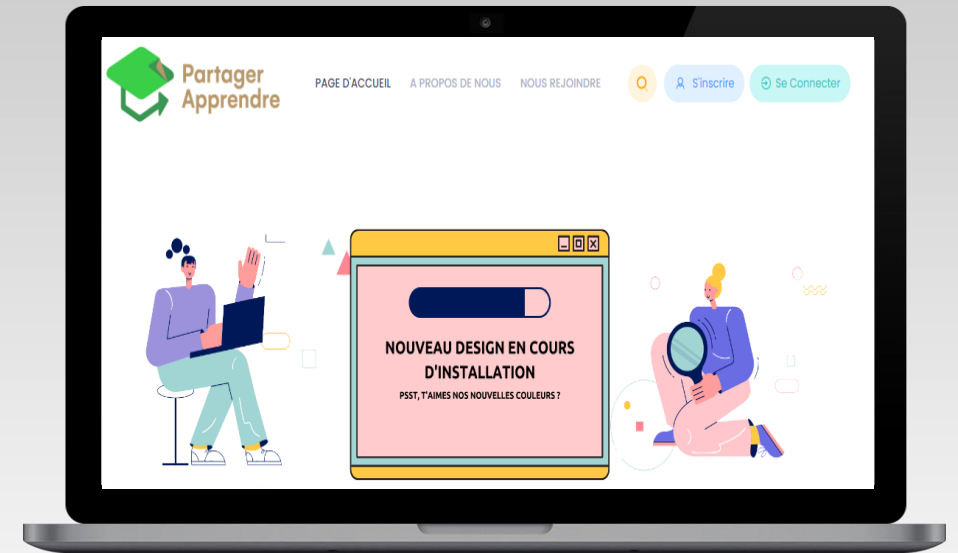 Partager
Apprendre
PAGE D'ACCUEIL A PROPOS DE NOUS NOUS REJOINDRE S'inscrire Se Connecter
NOUVEAU DESIGN EN COURS
D'INSTALLATION
PSST, T'AIMES NOS NOUVELLES COULEURS ?